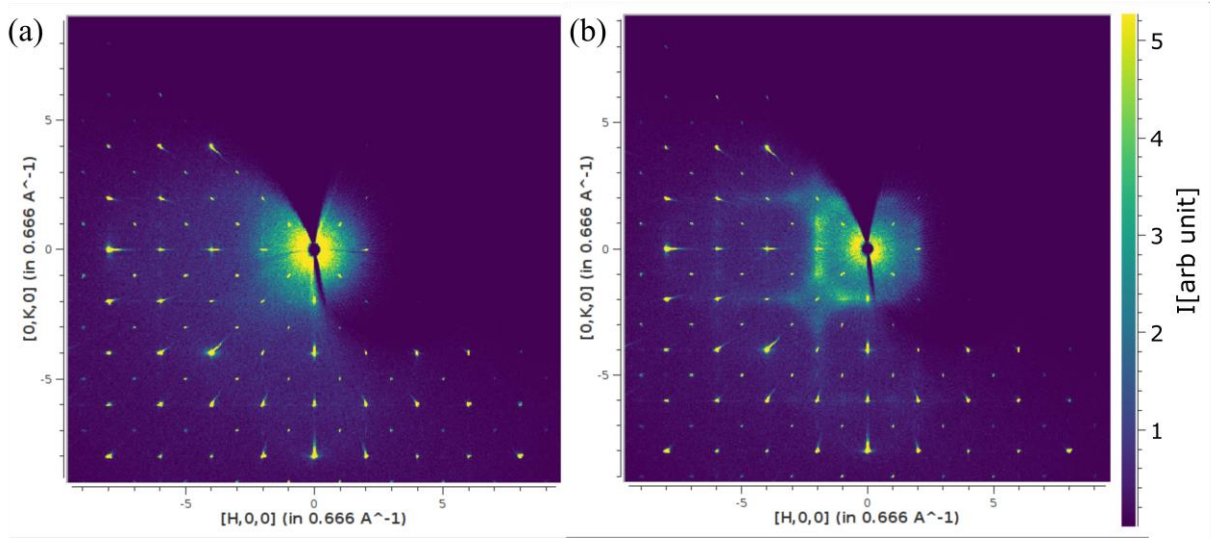 (a)
5
0
-5
[0,K,0] (in 0.666 A^-1)
-5
0
5
[H,0,0] (in 0.666 A^-1)
(b)
5
0
-5
[0,K,0] (in 0.666 A^-1)
-5
0
5
[H,0,0] (in 0.666 A^-1)
5
4
3
2
1
I[arb unit]